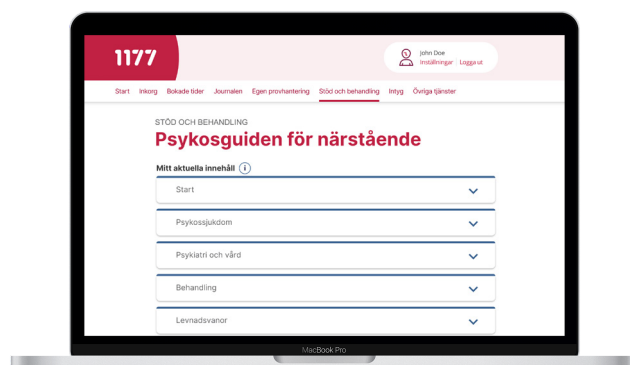 1177
John Doe
Inställningar Logga ut
Start Inkorg Bokade tider Journalen Egen provhantering Stöd och behandling Intyg Övriga tjänster
STÖD OCH BEHANDLING
Psykosguiden för närstående
Mitt aktuella innehåll i
Start
Psykossjukdom
Psykiatri och vård
Behandling
Levnadsvanor
MacBook Pro